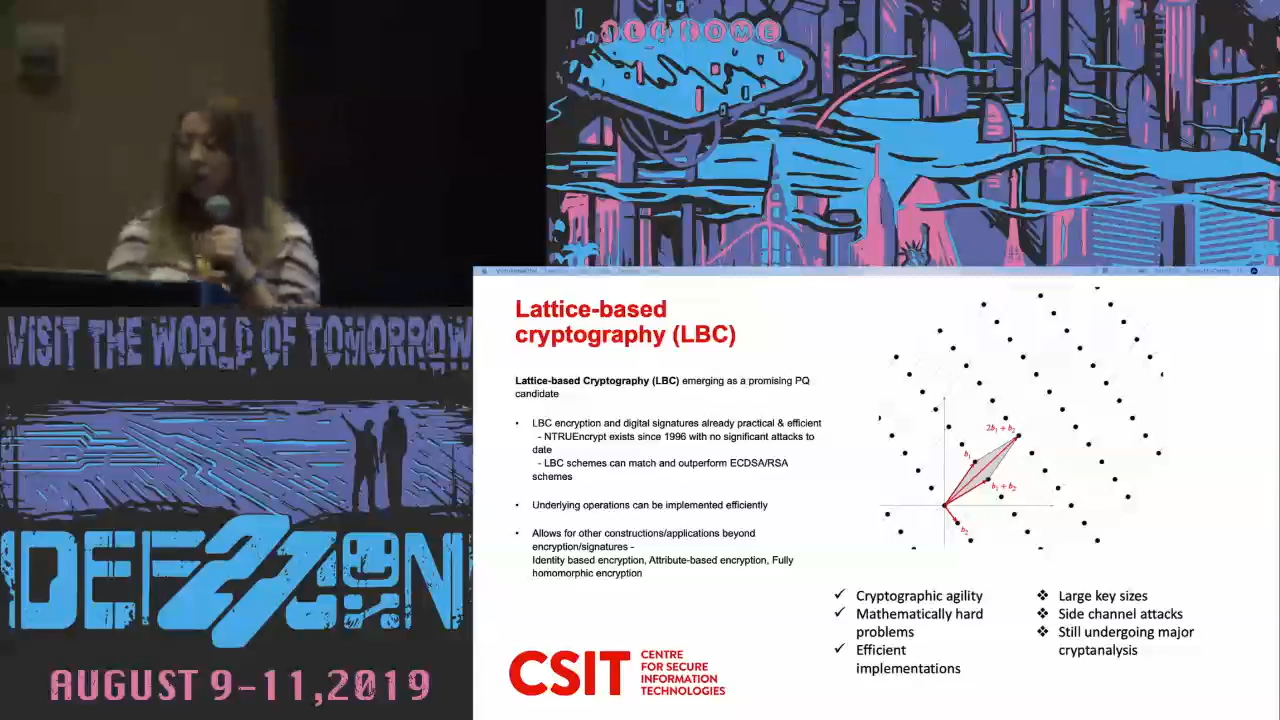 WELCOME
VISIT THE WORLD OF TOMORROW
DEFCON
27
AUGUST 9-11,2019
Lattice-based
cryptography (LBC)
Lattice-based Cryptography (LBC) emerging as a promising PQ
candidate
• LBC encryption and digital signatures already practical & efficient
- NTRUEncrypt exists since 1996 with no significant attacks to
date
- LBC schemes can match and outperform ECDSA/RSA
schemes
• Underlying operations can be implemented efficiently
• Allows for other constructions/applications beyond
encryption/signatures -
Identity based encryption, Attribute-based encryption, Fully
homomorphic encryption
2b₁ + b₂
b₁
b₁ + b₂
b₂
✓ Cryptographic agility
✓ Mathematically hard
problems
✓ Efficient
implementations
❖ Large key sizes
❖ Side channel attacks
❖ Still undergoing major
cryptanalysis
CSIT
CENTRE
FOR SECURE
INFORMATION
TECHNOLOGIES